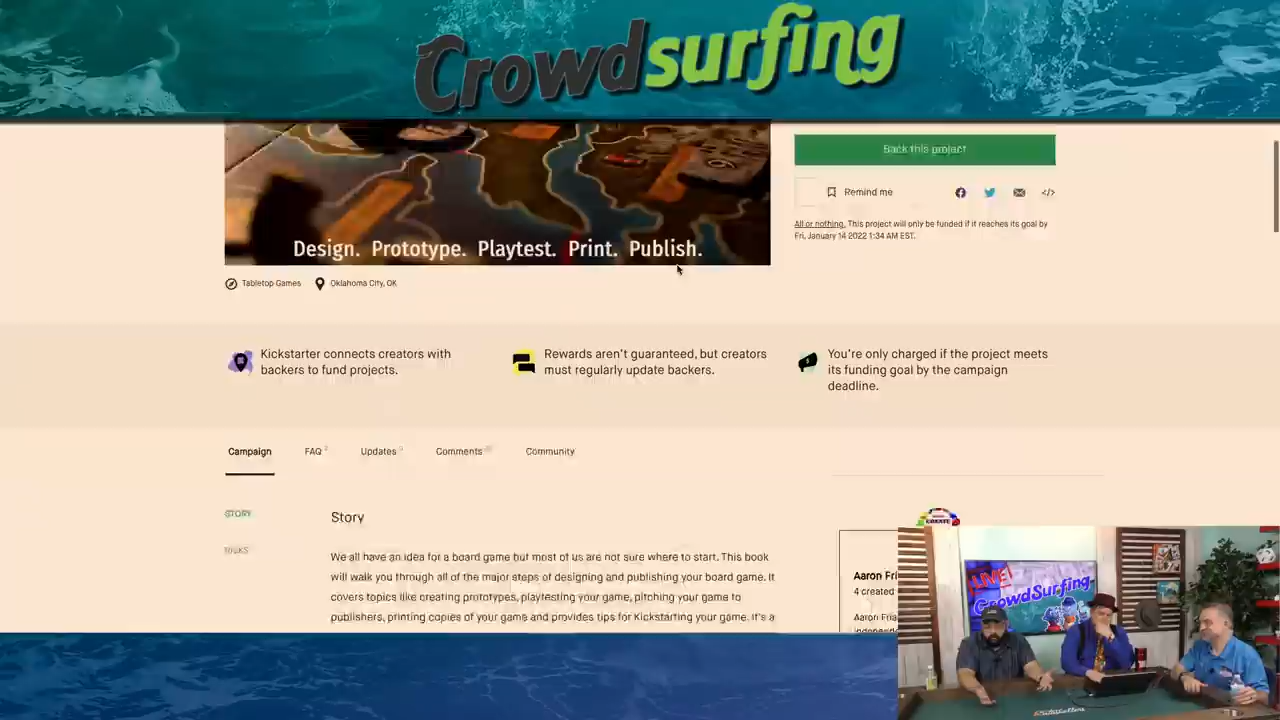 Crowdsurfing
Back this project
Remind me
All or nothing. This project will only be funded if it reaches its goal by
Fri, January 14 2022 1:34 AM EST.
Design. Prototype. Playtest. Print. Publish.
Tabletop Games
Oklahoma City, OK
Kickstarter connects creators with
backers to fund projects.
Rewards aren't guaranteed, but creators
must regularly update backers.
You're only charged if the project meets
its funding goal by the campaign
deadline.
Campaign
FAQ
Updates
Comments
Community
STORY
RISKS
Story
We all have an idea for a board game but most of us are not sure where to start. This book
will walk you through all of the major steps of designing and publishing your board game. It
covers topics like creating prototypes, playtesting your game, pitching your game to
publishers, printing copies of your game and provides tips for Kickstarting your game. It's a
Aaron
4 created
Aaron
LIVE!
CrowdSurfing